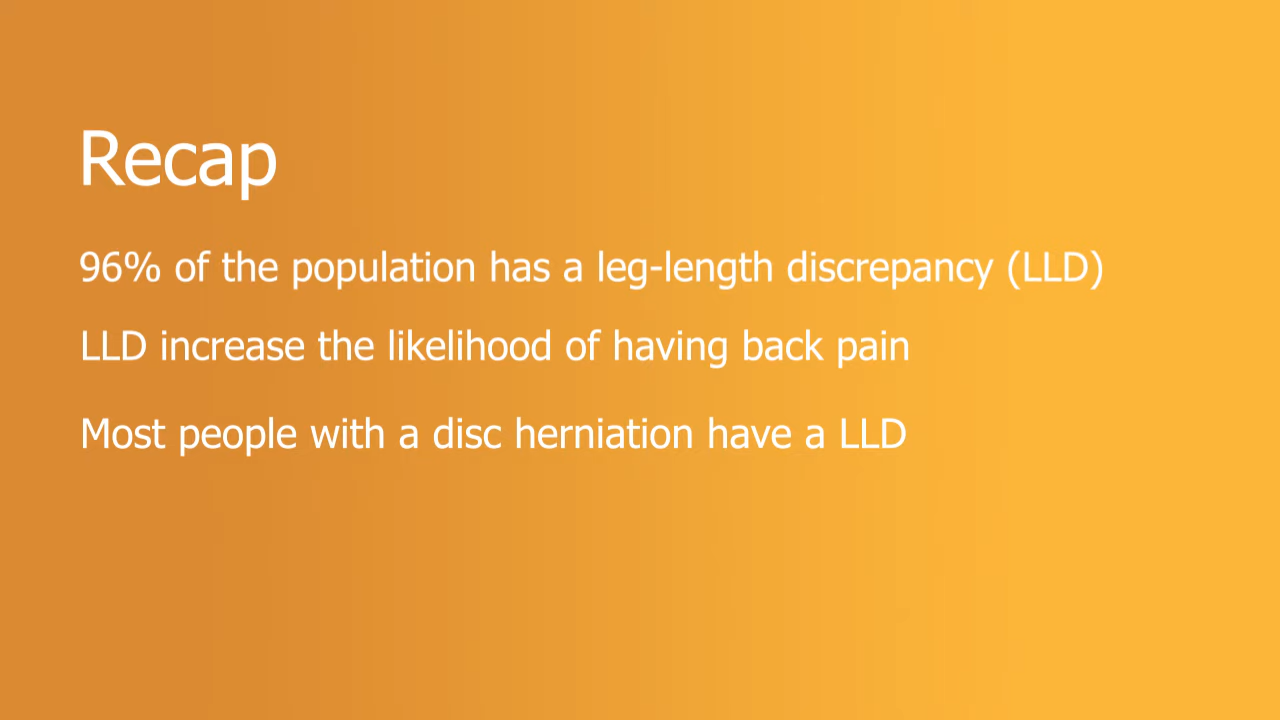 Recap
96% of the population has a leg-length discrepancy (LLD)
LLD increase the likelihood of having back pain
Most people with a disc herniation have a LLD